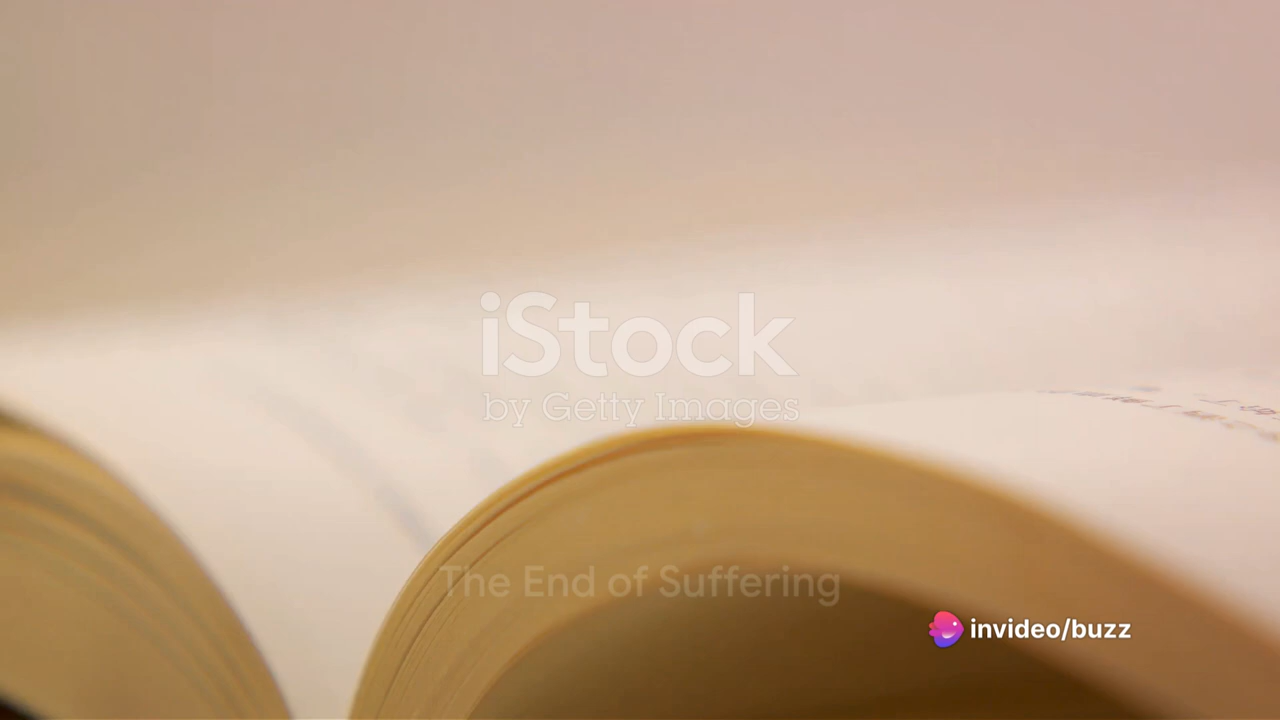 iStock
by Getty Images
The End of Suffering
invideo/buzz